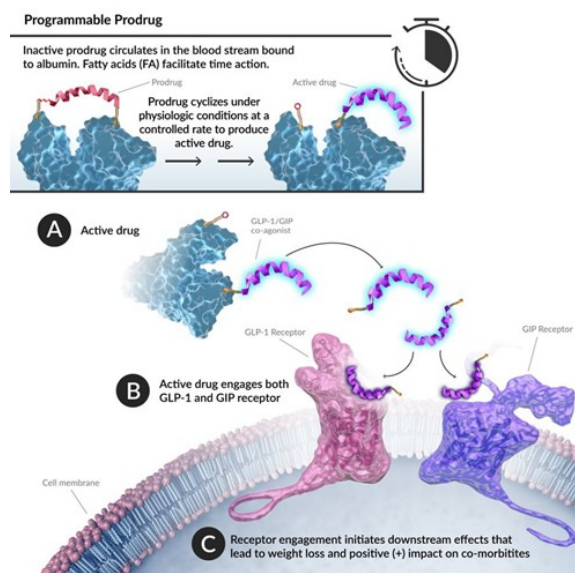 Programmable Prodrug
Inactive prodrug circulates in the blood stream bound
to albumin. Fatty acids (FA) facilitate time action.
Prodrug
Active drug
Prodrug cyclizes under
physiologic conditions at a
controlled rate to produce
active drug.
A
Active drug
GLP-1/GIP
co-agonist
GLP-1 Receptor
GIP Receptor
B
Active drug engages both
GLP-1 and GIP receptor
Cell membrane
C
Receptor engagement initiates downstream effects that
lead to weight loss and positive (+) impact on co-morbitites